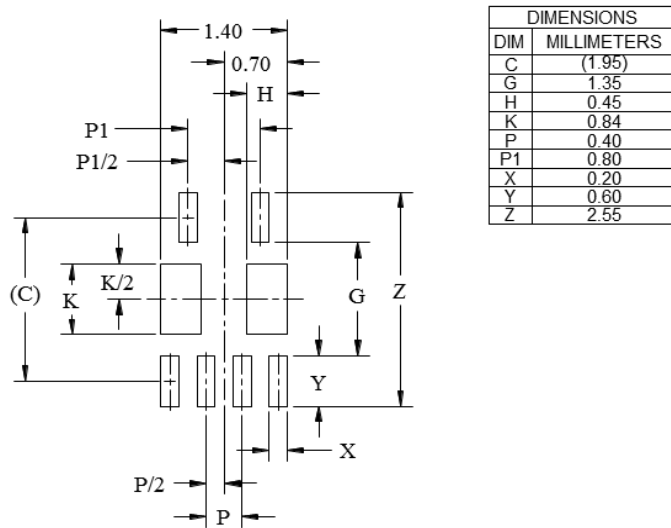 1.40
0.70
H
P1
P1/2
(C)
K
K/2
G
Z
Y
X
P/2
P
DIMENSIONS
DIM MILLIMETERS
C (1.95)
G 1.35
H 0.45
K 0.84
P 0.40
P1 0.80
X 0.20
Y 0.60
Z 2.55